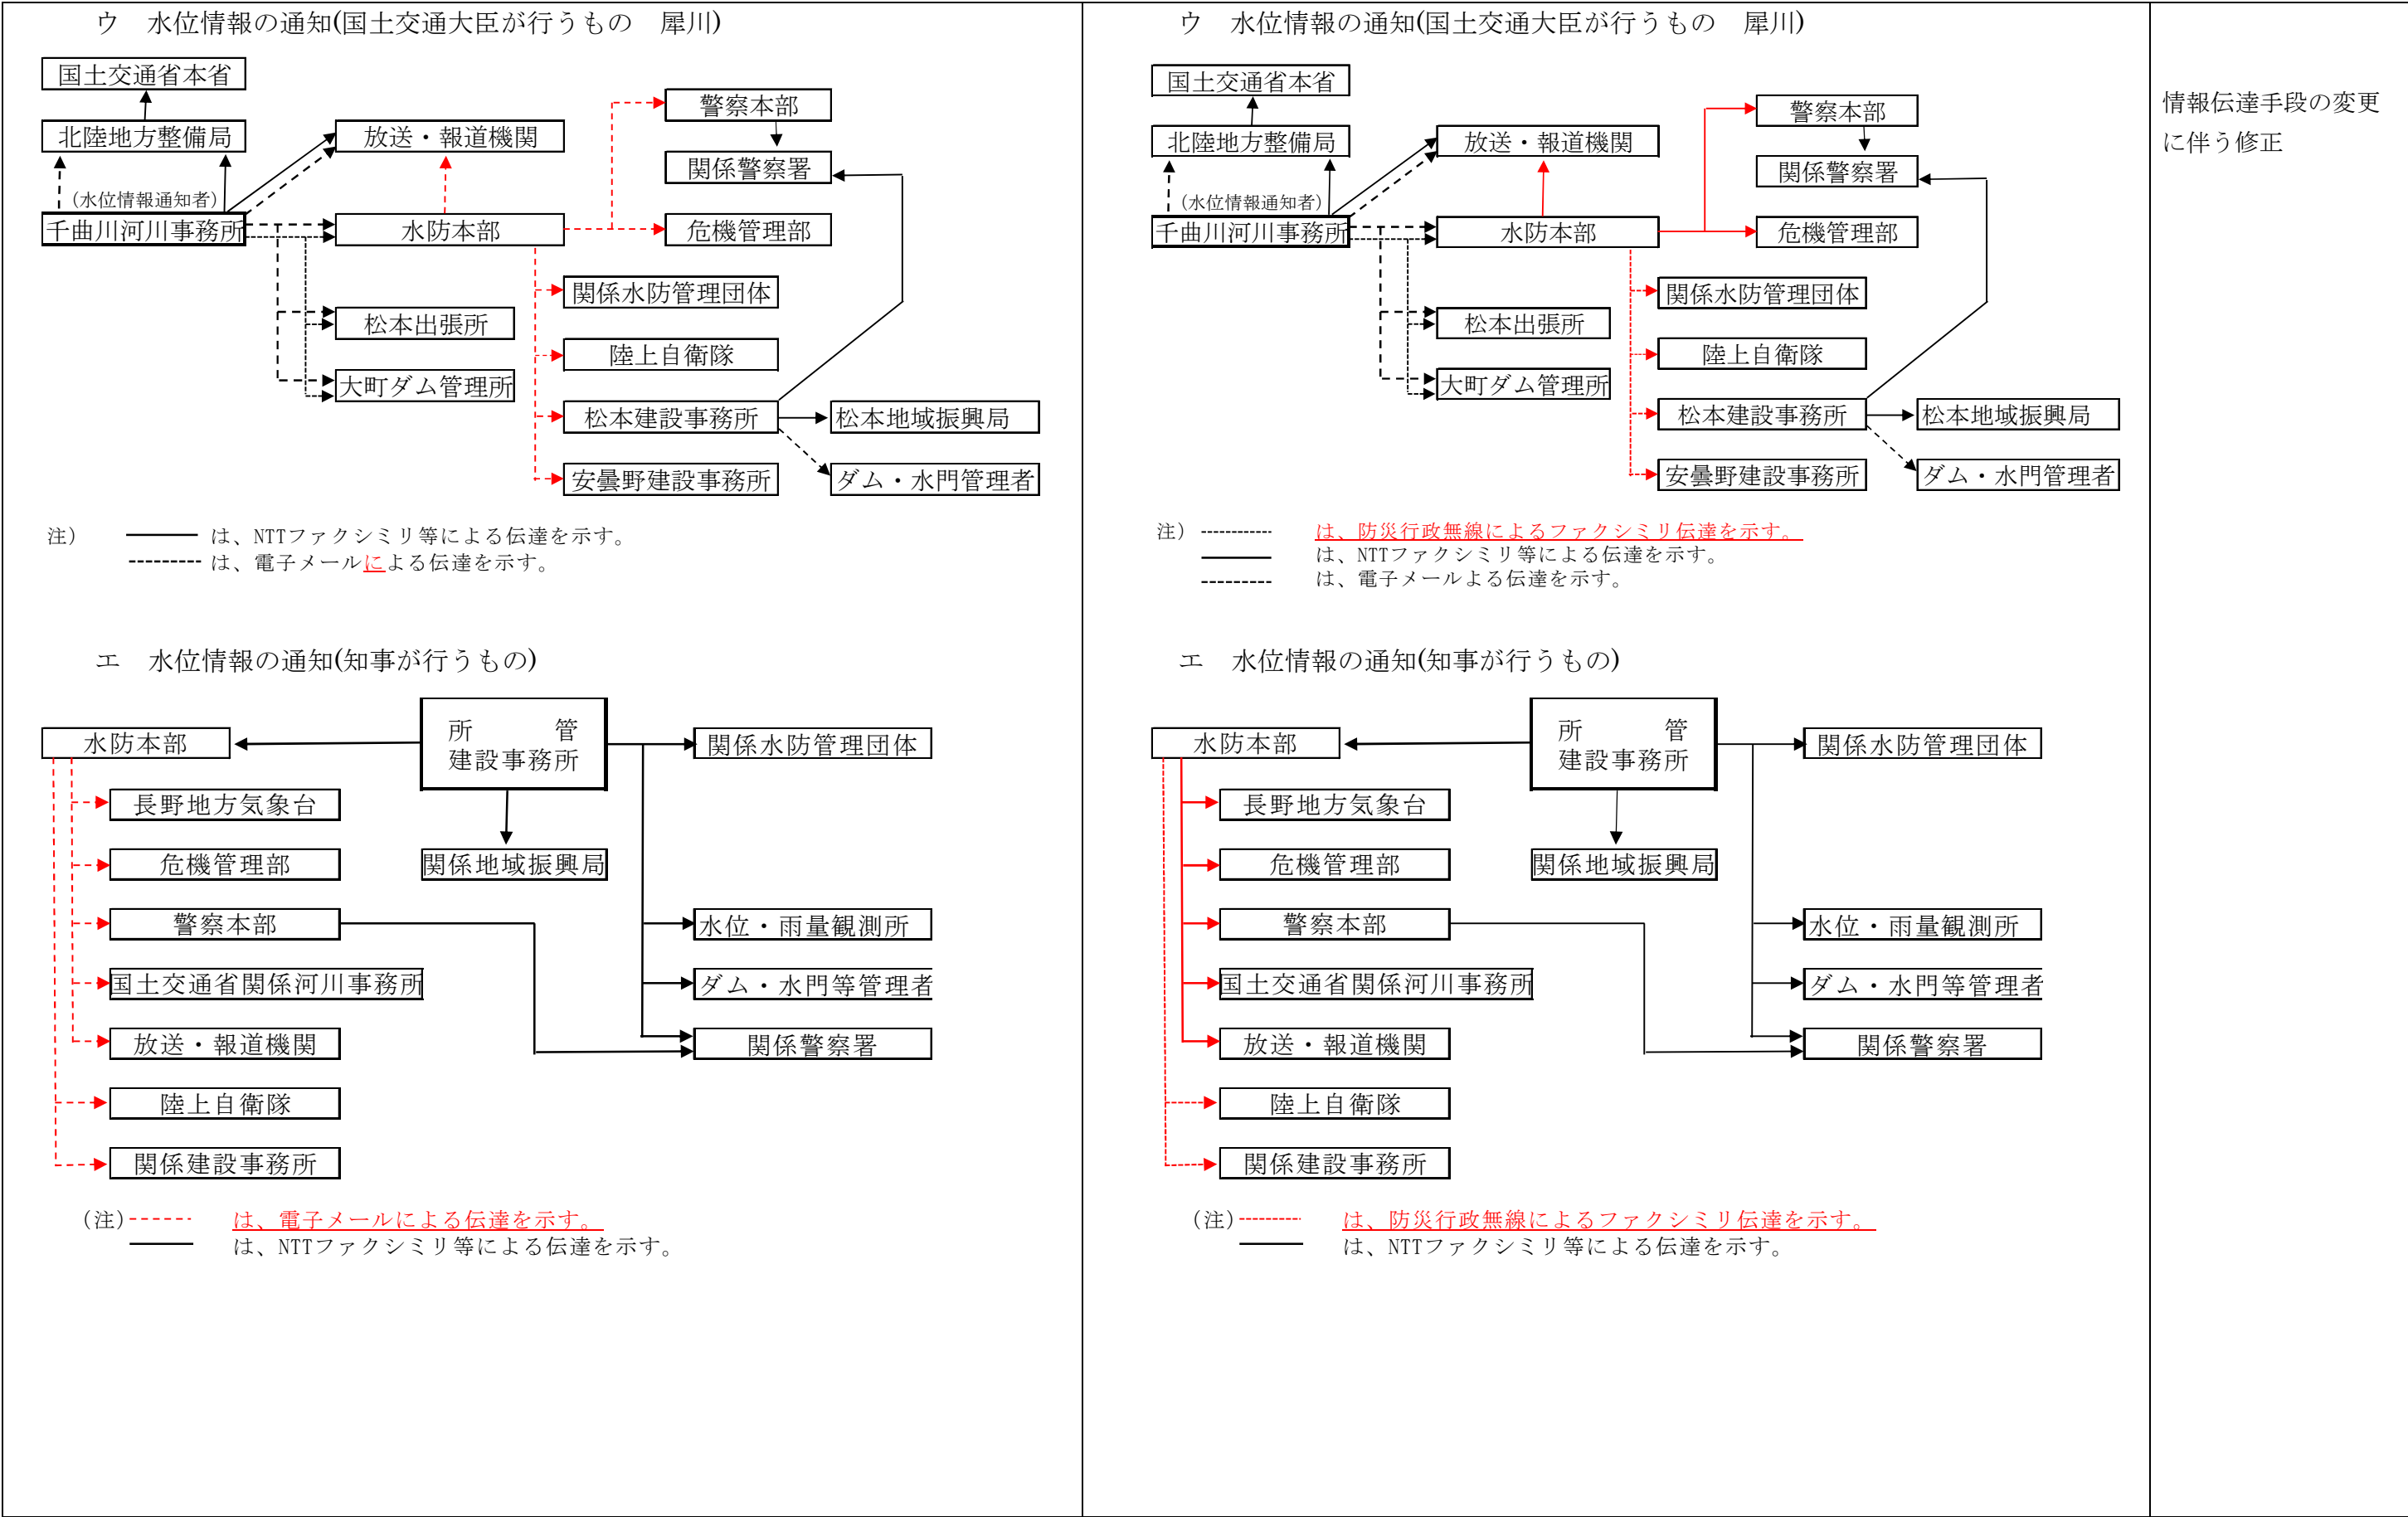 ウ　水位情報の通知(国土交通大臣が行うもの　犀川)
国土交通省本省
警察本部
北陸地方整備局
放送・報道機関
関係警察署
（水位情報通知者）
千曲川河川事務所
水防本部
危機管理部
関係水防管理団体
松本出張所
陸上自衛隊
大町ダム管理所
松本建設事務所
松本地域振興局
安曇野建設事務所
ダム・水門管理者
注）　は、NTTファクシミリ等による伝達を示す。
は、電子メールによる伝達を示す。
エ　水位情報の通知(知事が行うもの)
所　管
建設事務所
水防本部
関係水防管理団体
長野地方気象台
危機管理部
関係地域振興局
警察本部
水位・雨量観測所
国土交通省関係河川事務所
ダム・水門等管理者
放送・報道機関
関係警察署
陸上自衛隊
関係建設事務所
（注）　は、電子メールによる伝達を示す。
は、NTTファクシミリ等による伝達を示す。
ウ　水位情報の通知(国土交通大臣が行うもの　犀川)
国土交通省本省
警察本部
北陸地方整備局
放送・報道機関
関係警察署
（水位情報通知者）
千曲川河川事務所
水防本部
危機管理部
関係水防管理団体
松本出張所
陸上自衛隊
大町ダム管理所
松本建設事務所
松本地域振興局
安曇野建設事務所
ダム・水門管理者
注）　は、防災行政無線によるファクシミリ伝達を示す。
は、NTTファクシミリ等による伝達を示す。
は、電子メールよる伝達を示す。
エ　水位情報の通知(知事が行うもの)
所　管
建設事務所
水防本部
関係水防管理団体
長野地方気象台
危機管理部
関係地域振興局
警察本部
水位・雨量観測所
国土交通省関係河川事務所
ダム・水門等管理者
放送・報道機関
関係警察署
陸上自衛隊
関係建設事務所
（注）　は、防災行政無線によるファクシミリ伝達を示す。
は、NTTファクシミリ等による伝達を示す。
情報伝達手段の変更
に伴う修正